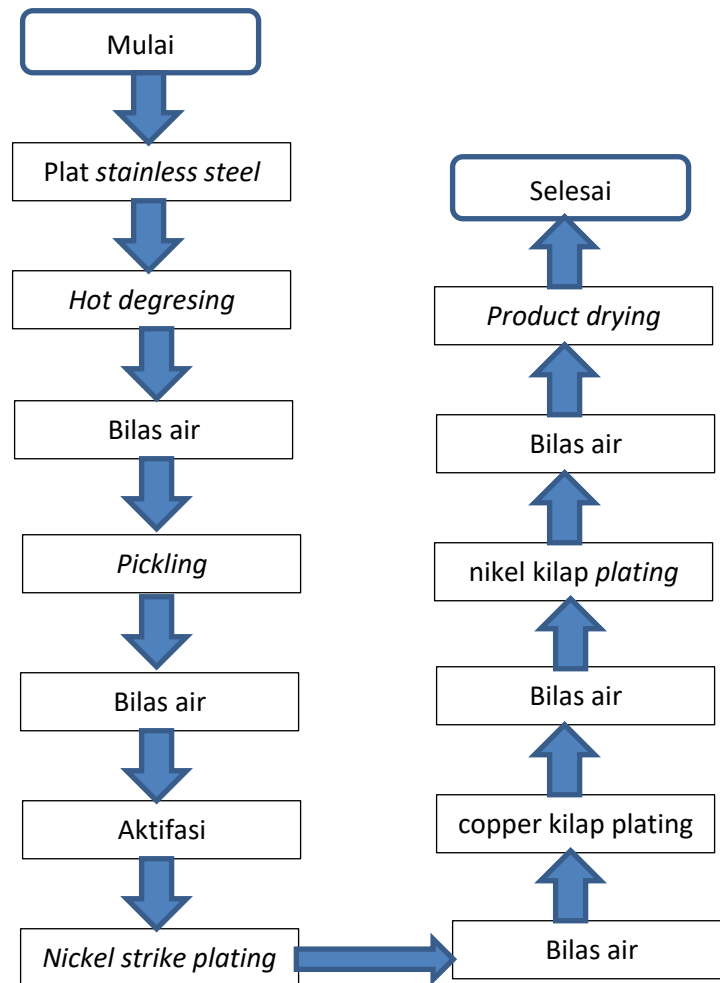 Mulai
Plat stainless steel
Hot degresing
Bilas air
Pickling
Bilas air
Aktifasi
Nickel strike plating
Bilas air
copper kilap plating
Bilas air
nikel kilap plating
Bilas air
Product drying
Selesai